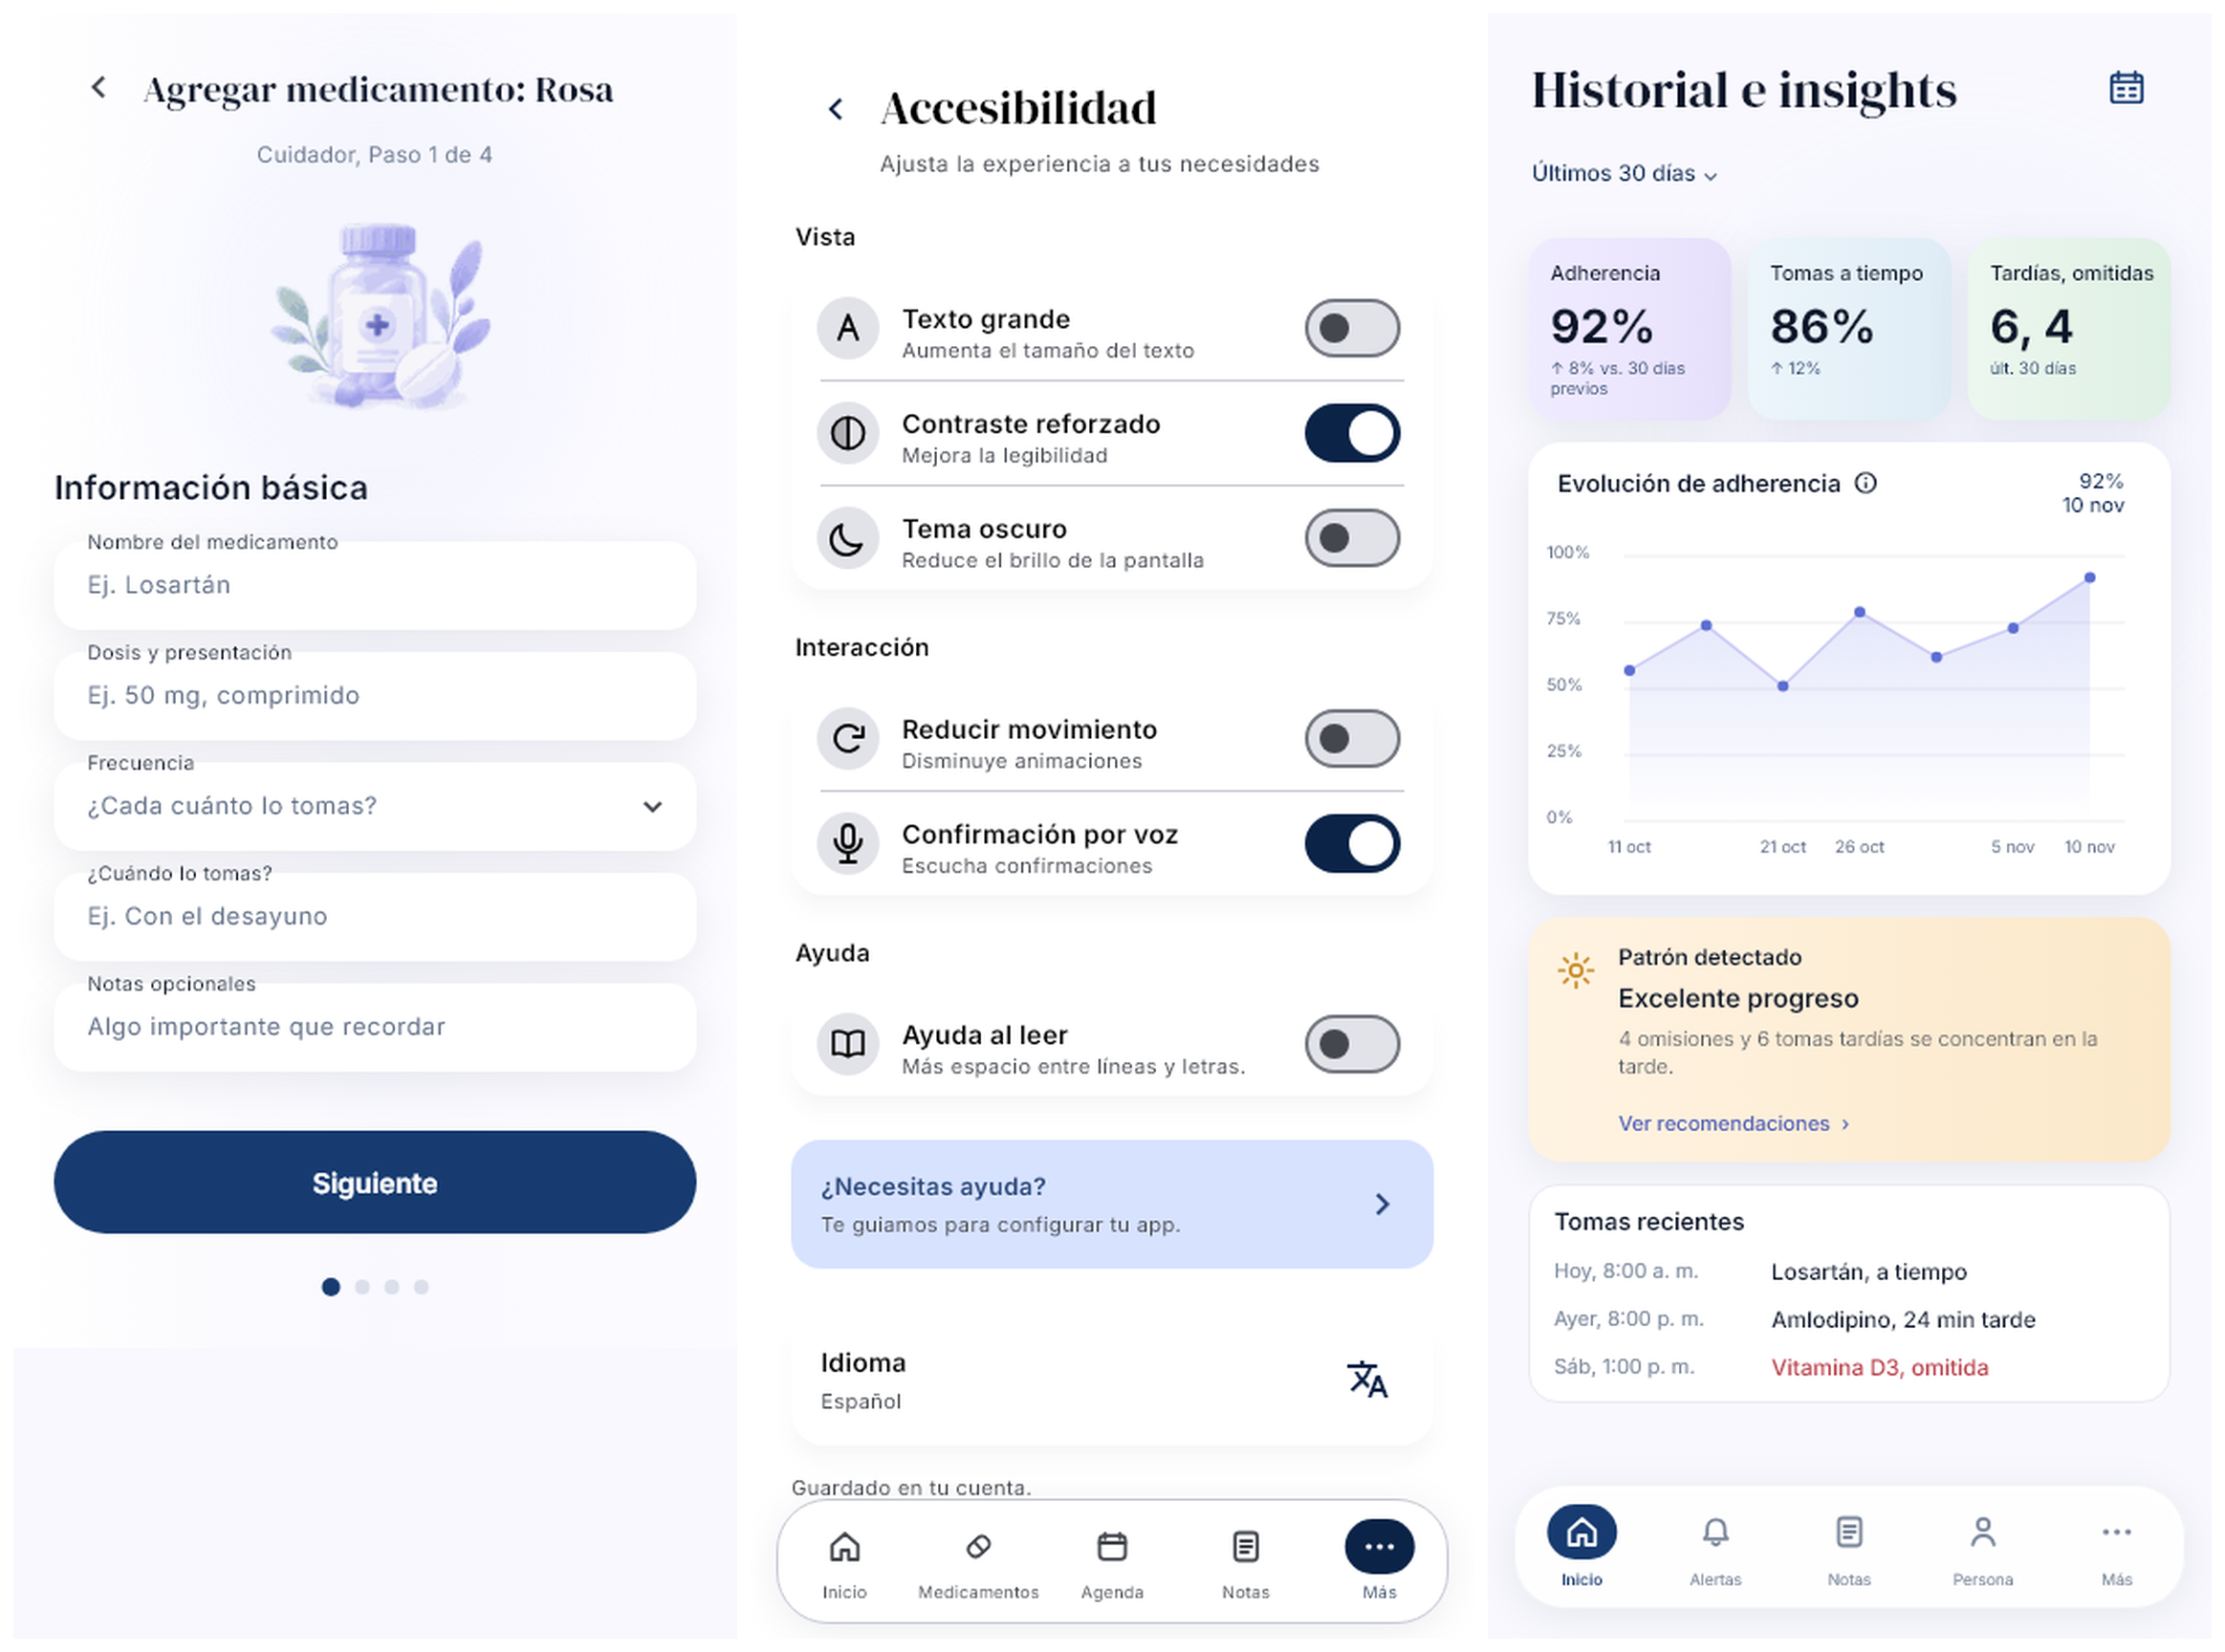 Agregar medicamento: Rosa
Cuidador, Paso 1 de 4
Información básica
Nombre del medicamento
Ej. Losartán
Dosis y presentación
Ej. 50 mg, comprimido
Frecuencia
¿Cada cuánto lo tomas?
¿Cuándo lo tomas?
Ej. Con el desayuno
Notas opcionales
Algo importante que recordar
Siguiente
Accesibilidad
Ajusta la experiencia a tus necesidades
Vista
Texto grande
Aumenta el tamaño del texto
Contraste reforzado
Mejora la legibilidad
Tema oscuro
Reduce el brillo de la pantalla
Interacción
Reducir movimiento
Disminuye animaciones
Confirmación por voz
Escucha confirmaciones
Ayuda
Ayuda al leer
Más espacio entre líneas y letras.
¿Necesitas ayuda?
Te guiamos para configurar tu app.
Idioma
Español
Guardado en tu cuenta.
Inicio Medicamentos Agenda Notas Más
Historial e insights
Últimos 30 días
Adherencia
92%
↑ 8% vs. 30 días
previos
Tomas a tiempo
86%
↑ 12%
Tardías, omitidas
6, 4
últ. 30 días
Evolución de adherencia
92%
10 nov
100%
75%
50%
25%
0%
11 oct 21 oct 26 oct 5 nov 10 nov
Patrón detectado
Excelente progreso
4 omisiones y 6 tomas tardías se concentran en la
tarde.
Ver recomendaciones ›
Tomas recientes
Hoy, 8:00 a. m. Losartán, a tiempo
Ayer, 8:00 p. m. Amlodipino, 24 min tarde
Sáb, 1:00 p. m. Vitamina D3, omitida
Inicio Alertas Notas Persona Más